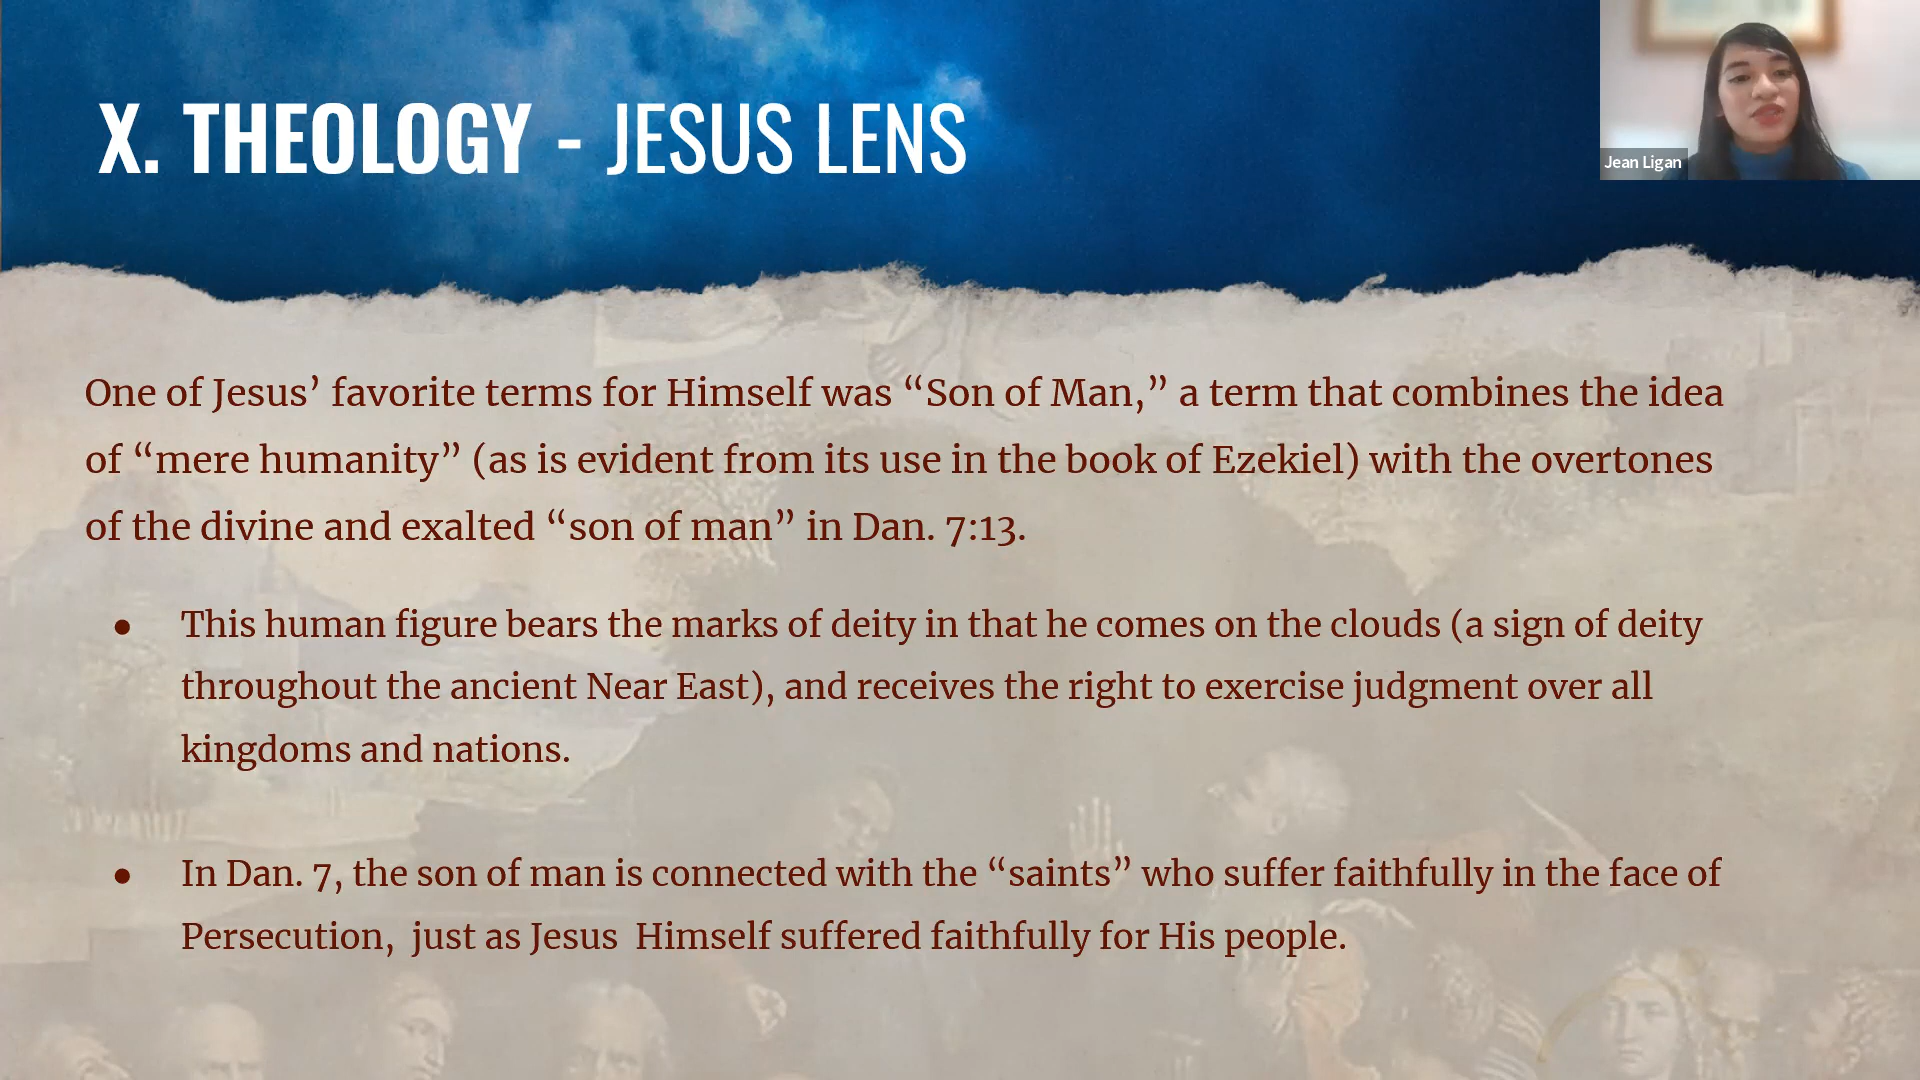 X. THEOLOGY - JESUS LENS
Jean Ligan
One of Jesus’ favorite terms for Himself was “Son of Man,” a term that combines the idea
of “mere humanity” (as is evident from its use in the book of Ezekiel) with the overtones
of the divine and exalted “son of man” in Dan. 7:13.
● This human figure bears the marks of deity in that he comes on the clouds (a sign of deity
throughout the ancient Near East), and receives the right to exercise judgment over all
kingdoms and nations.
● In Dan. 7, the son of man is connected with the “saints” who suffer faithfully in the face of
Persecution,  just as Jesus  Himself suffered faithfully for His people.